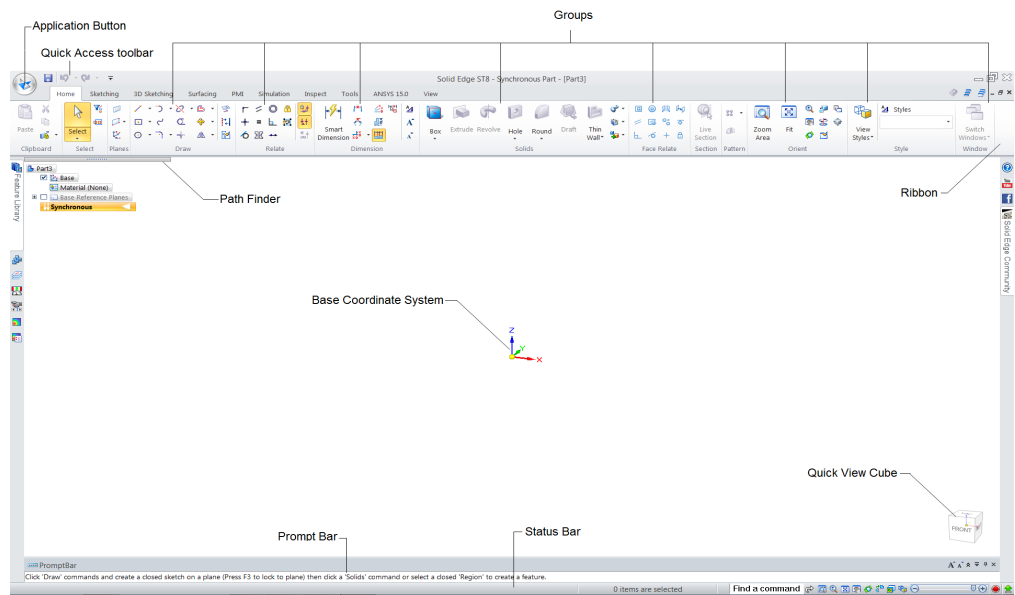 Groups
Application Button
Quick Access toolbar
Solid Edge ST8 - Synchronous Part - [Part3]
Home Sketching 3D Sketching Surfacing PMI Simulation Inspect Tools ANSYS 15.0 View
Paste Select Smart Dimension Box Extrude Revolve Hole Round Draft Thin Wall Live Section Zoom Area Fit View Styles Styles Switch Windows
Clipboard Select Planes Draw Relate Dimension Solids Face Relate Section Pattern Orient Style Window
Part3
Base
Material (None)
Base Reference Planes
Synchronous
Feature Library
Path Finder
Ribbon
You
Tube
Solid Edge Community
Base Coordinate System
Z
Y
X
Quick View Cube
FRONT
Prompt Bar
Status Bar
PromptBar
Click 'Draw' commands and create a closed sketch on a plane (Press F3 to lock to plane) then click a 'Solids' command or select a closed 'Region' to create a feature.
0 items are selected
Find a command